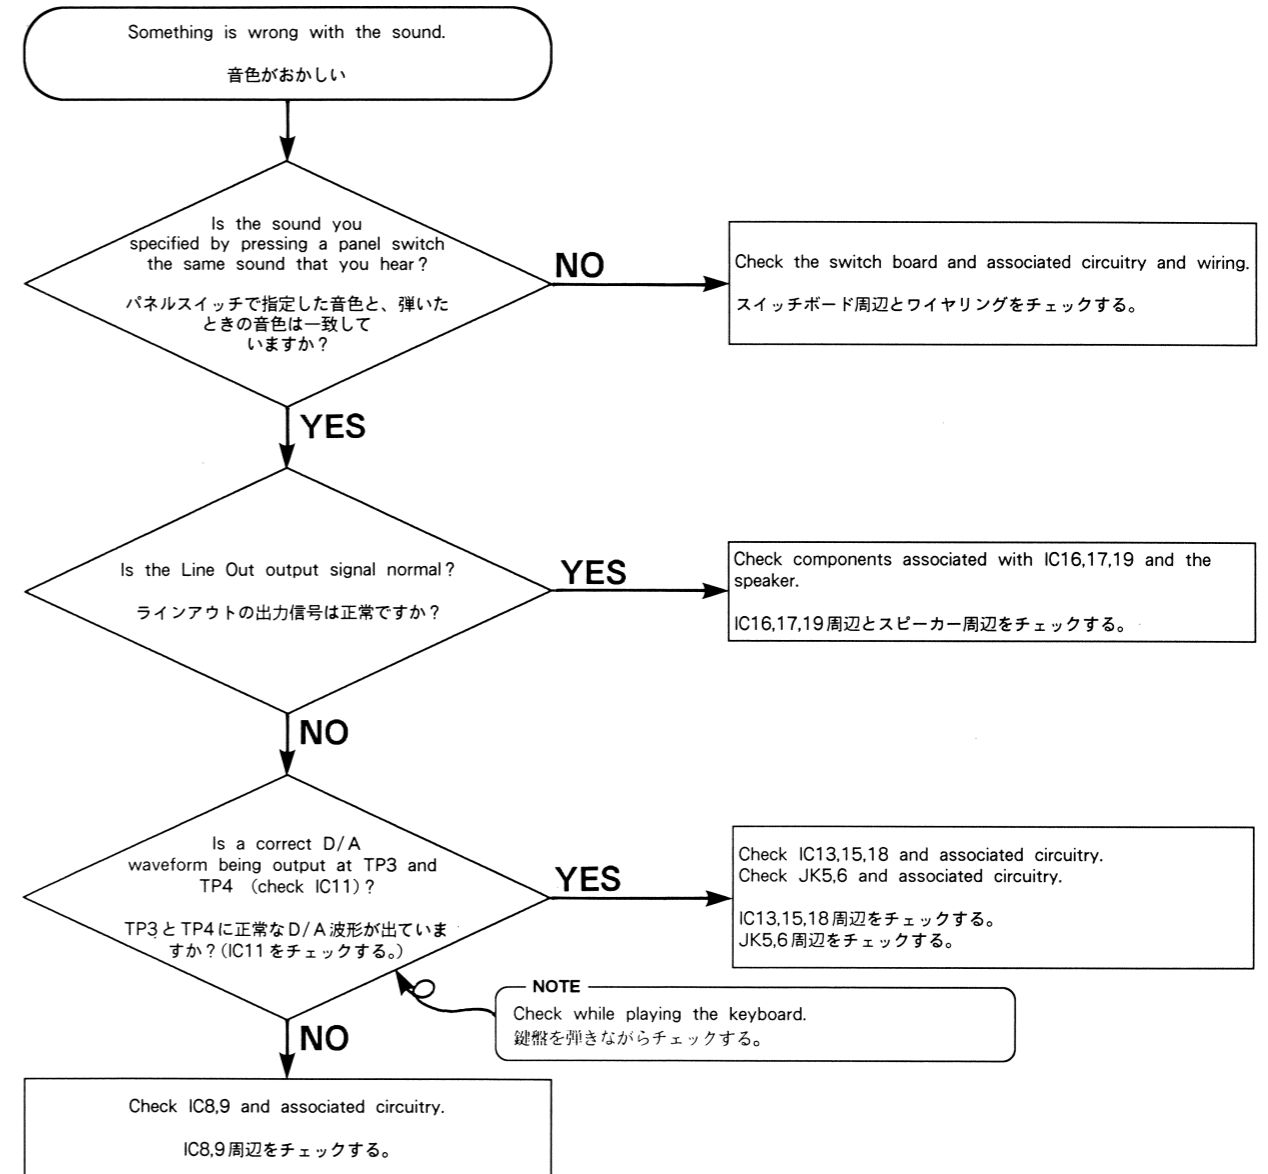 Something is wrong with the sound.
音色がおかしい
Is the sound you
specified by pressing a panel switch
the same sound that you hear?
パネルスイッチで指定した音色と、弾いた
ときの音色は一致して
いますか?
NO
Check the switch board and associated circuitry and wiring.
スイッチボード周辺とワイヤリングをチェックする。
YES
Is the Line Out output signal normal?
ラインアウトの出力信号は正常ですか?
YES
Check components associated with IC16,17,19 and the
speaker.
IC16,17,19周辺とスピーカー周辺をチェックする。
NO
Is a correct D/A
waveform being output at TP3 and
TP4 (check IC11)?
TP3とTP4に正常なD/A波形が出ていま
すか?(IC11をチェックする。)
YES
Check IC13,15,18 and associated circuitry.
Check JK5,6 and associated circuitry.
IC13,15,18周辺をチェックする。
JK5,6周辺をチェックする。
NOTE
Check while playing the keyboard.
鍵盤を弾きながらチェックする。
NO
Check IC8,9 and associated circuitry.
IC8,9周辺をチェックする。